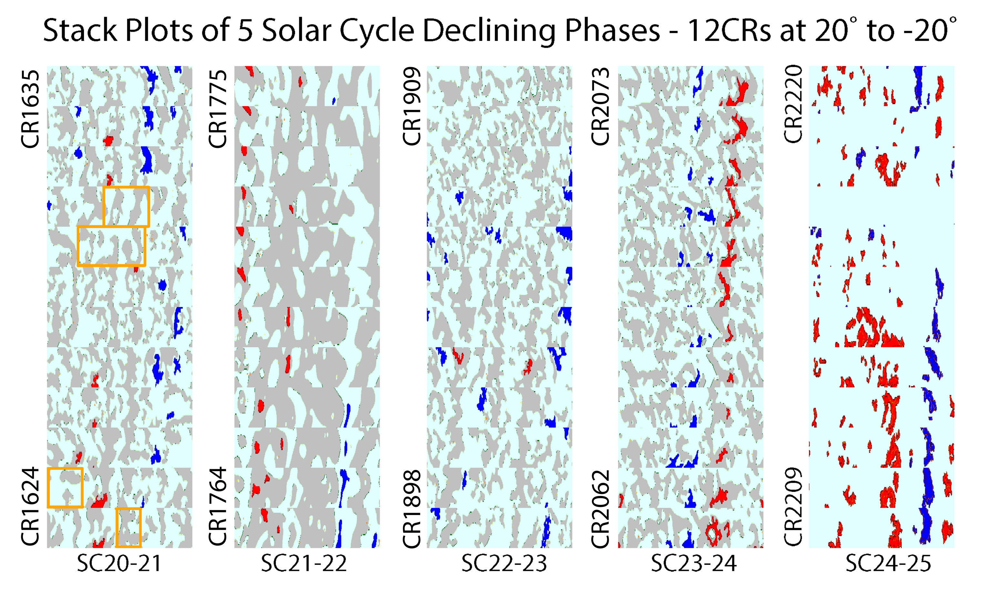 Stack Plots of 5 Solar Cycle Declining Phases - 12CRs at 20° to -20°
CR1635
CR1775
CR1909
CR2073
CR2220
CR1624
CR1764
CR1898
CR2062
CR2209
SC20-21
SC21-22
SC22-23
SC23-24
SC24-25